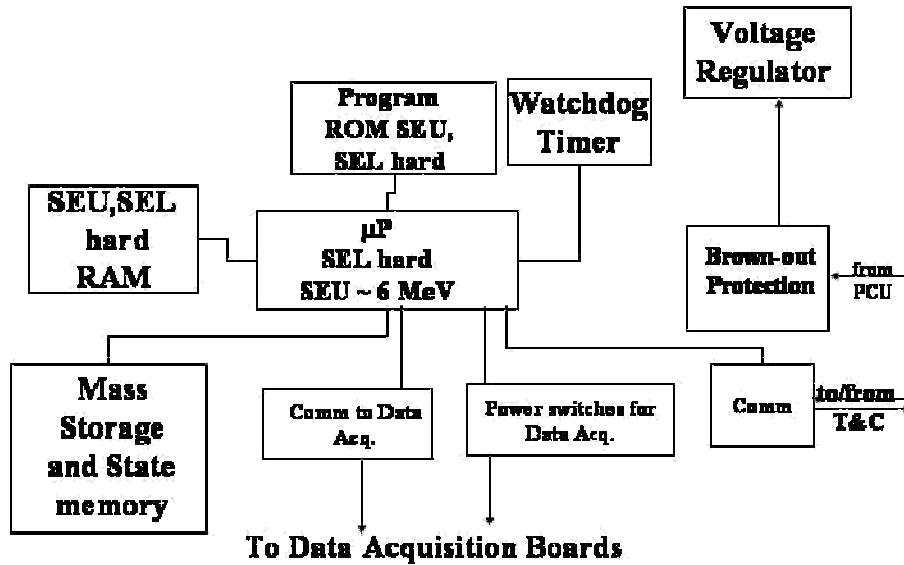 Voltage
Regulator
Program
ROM SEU,
SEL hard
Watchdog
Timer
SEU,SEL
hard
RAM
μP
SEL hard
SEU ~ 6 MeV
Brown-out
Protection
from
PCU
Mass
Storage
and State
memory
Comm to Data
Acq.
Power switches for
Data Acq.
Comm
to/from
T&C
To Data Acquisition Boards